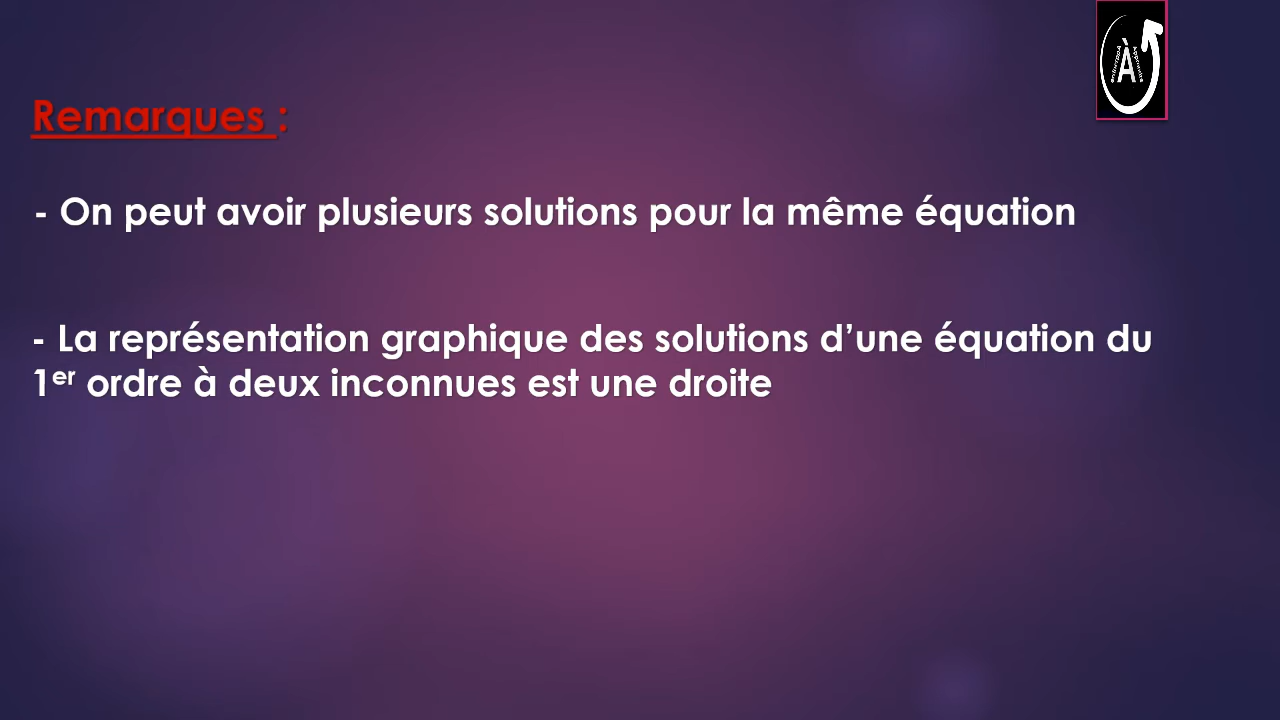 Remarques :
- On peut avoir plusieurs solutions pour la même équation
- La représentation graphique des solutions d’une équation du
1er ordre à deux inconnues est une droite
À